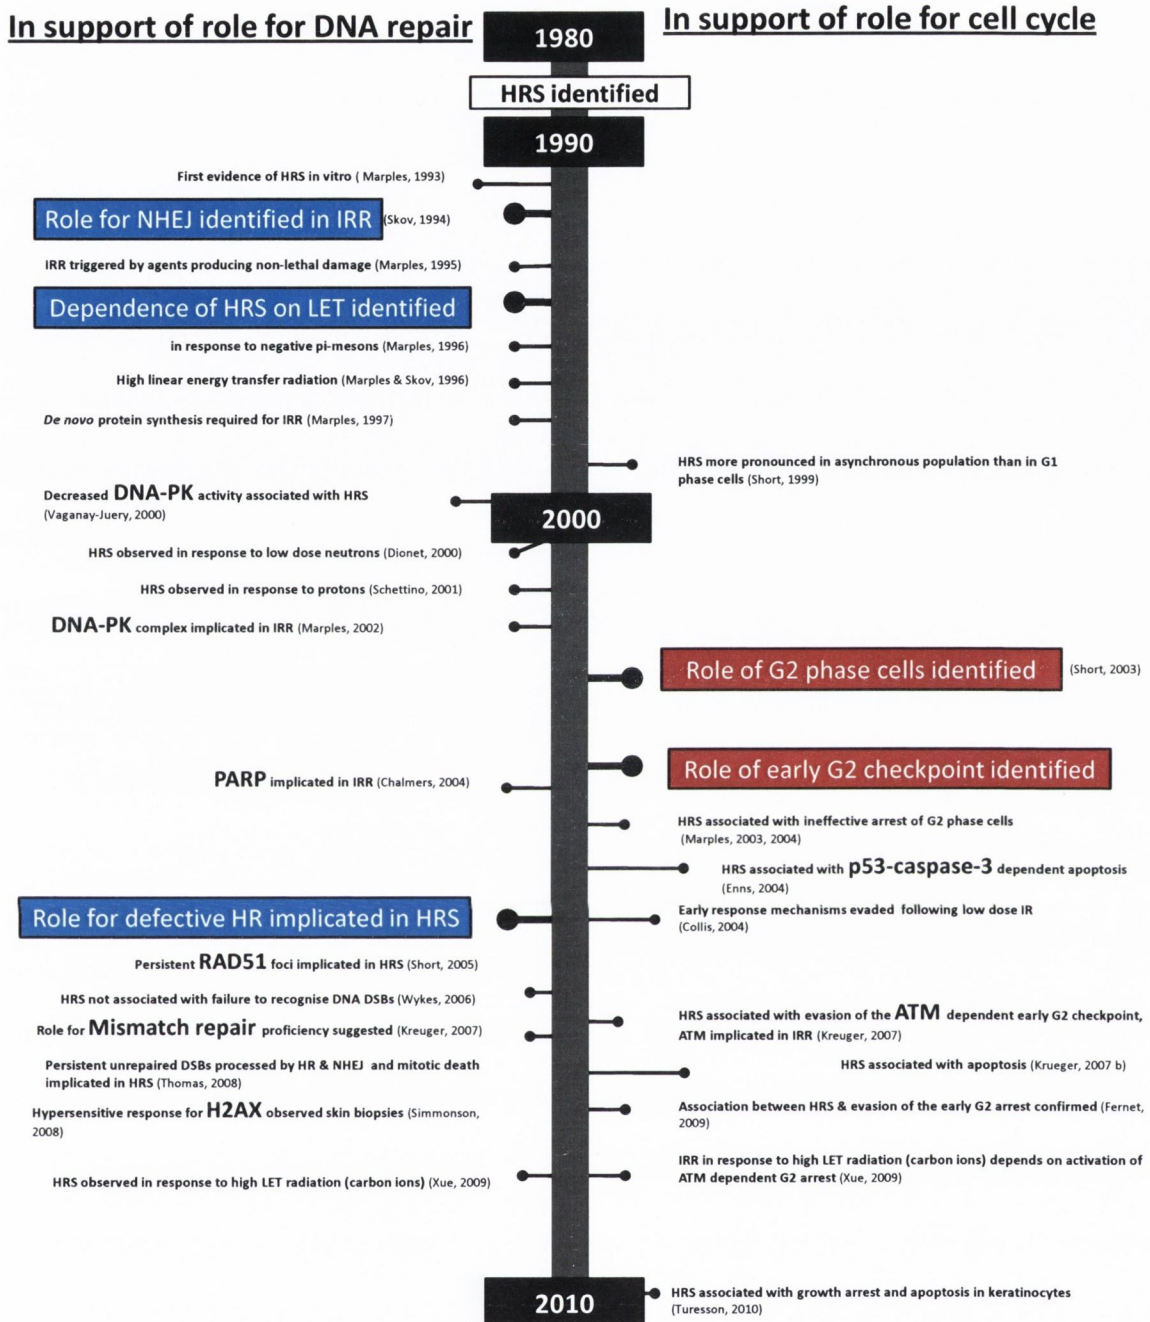 In support of role for DNA repair
In support of role for cell cycle
1980
HRS identified
1990
First evidence of HRS in vitro ( Marples, 1993)
Role for NHEJ identified in IRR (Skov, 1994)
IRR triggered by agents producing non-lethal damage (Marples, 1995)
Dependence of HRS on LET identified
in response to negative pi-mesons (Marples, 1996)
High linear energy transfer radiation (Marples & Skov, 1996)
De novo protein synthesis required for IRR (Marples, 1997)
HRS more pronounced in asynchronous population than in G1
phase cells (Short, 1999)
Decreased DNA-PK activity associated with HRS
(Vaganay-Juery, 2000)
2000
HRS observed in response to low dose neutrons (Dionet, 2000)
HRS observed in response to protons (Schettino, 2001)
DNA-PK complex implicated in IRR (Marples, 2002)
Role of G2 phase cells identified (Short, 2003)
Role of early G2 checkpoint identified
PARP implicated in IRR (Chalmers, 2004)
HRS associated with ineffective arrest of G2 phase cells
(Marples, 2003, 2004)
HRS associated with p53-caspase-3 dependent apoptosis
(Enns, 2004)
Role for defective HR implicated in HRS
Early response mechanisms evaded following low dose IR
(Collis, 2004)
Persistent RAD51 foci implicated in HRS (Short, 2005)
HRS not associated with failure to recognise DNA DSBs (Wykes, 2006)
Role for Mismatch repair proficiency suggested (Kreuger, 2007)
HRS associated with evasion of the ATM dependent early G2 checkpoint,
ATM implicated in IRR (Kreuger, 2007)
Persistent unrepaired DSBs processed by HR & NHEJ and mitotic death
implicated in HRS (Thomas, 2008)
HRS associated with apoptosis (Krueger, 2007 b)
Hypersensitive response for H2AX observed skin biopsies (Simmonson,
2008)
Association between HRS & evasion of the early G2 arrest confirmed (Fernet,
2009)
HRS observed in response to high LET radiation (carbon ions) (Xue, 2009)
IRR in response to high LET radiation (carbon ions) depends on activation of
ATM dependent G2 arrest (Xue, 2009)
2010
HRS associated with growth arrest and apoptosis in keratinocytes
(Turesson, 2010)